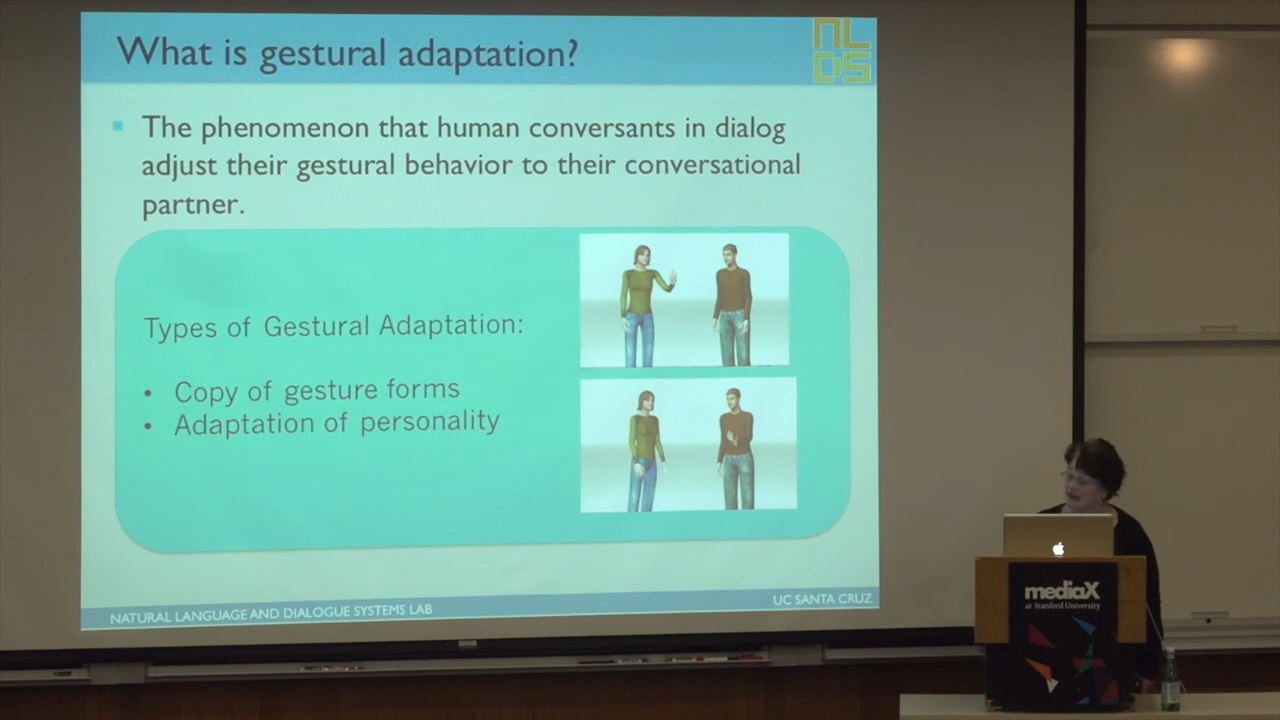 What is gestural adaptation?
NL
DS
The phenomenon that human conversants in dialog
adjust their gestural behavior to their conversational
partner.
Types of Gestural Adaptation:
• Copy of gesture forms
• Adaptation of personality
NATURAL LANGUAGE AND DIALOGUE SYSTEMS LAB
UC SANTA CRUZ
mediaX
at Stanford University